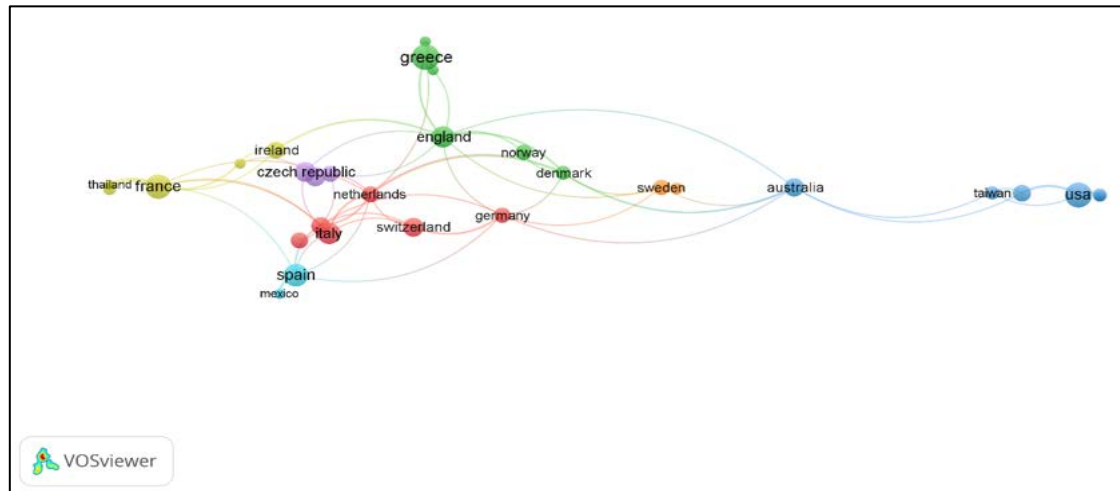 greece
england
ireland
norway
czech republic
denmark
thailand
france
netherlands
sweden
australia
taiwan
usa
germany
italy
switzerland
spain
mexico
VOSviewer